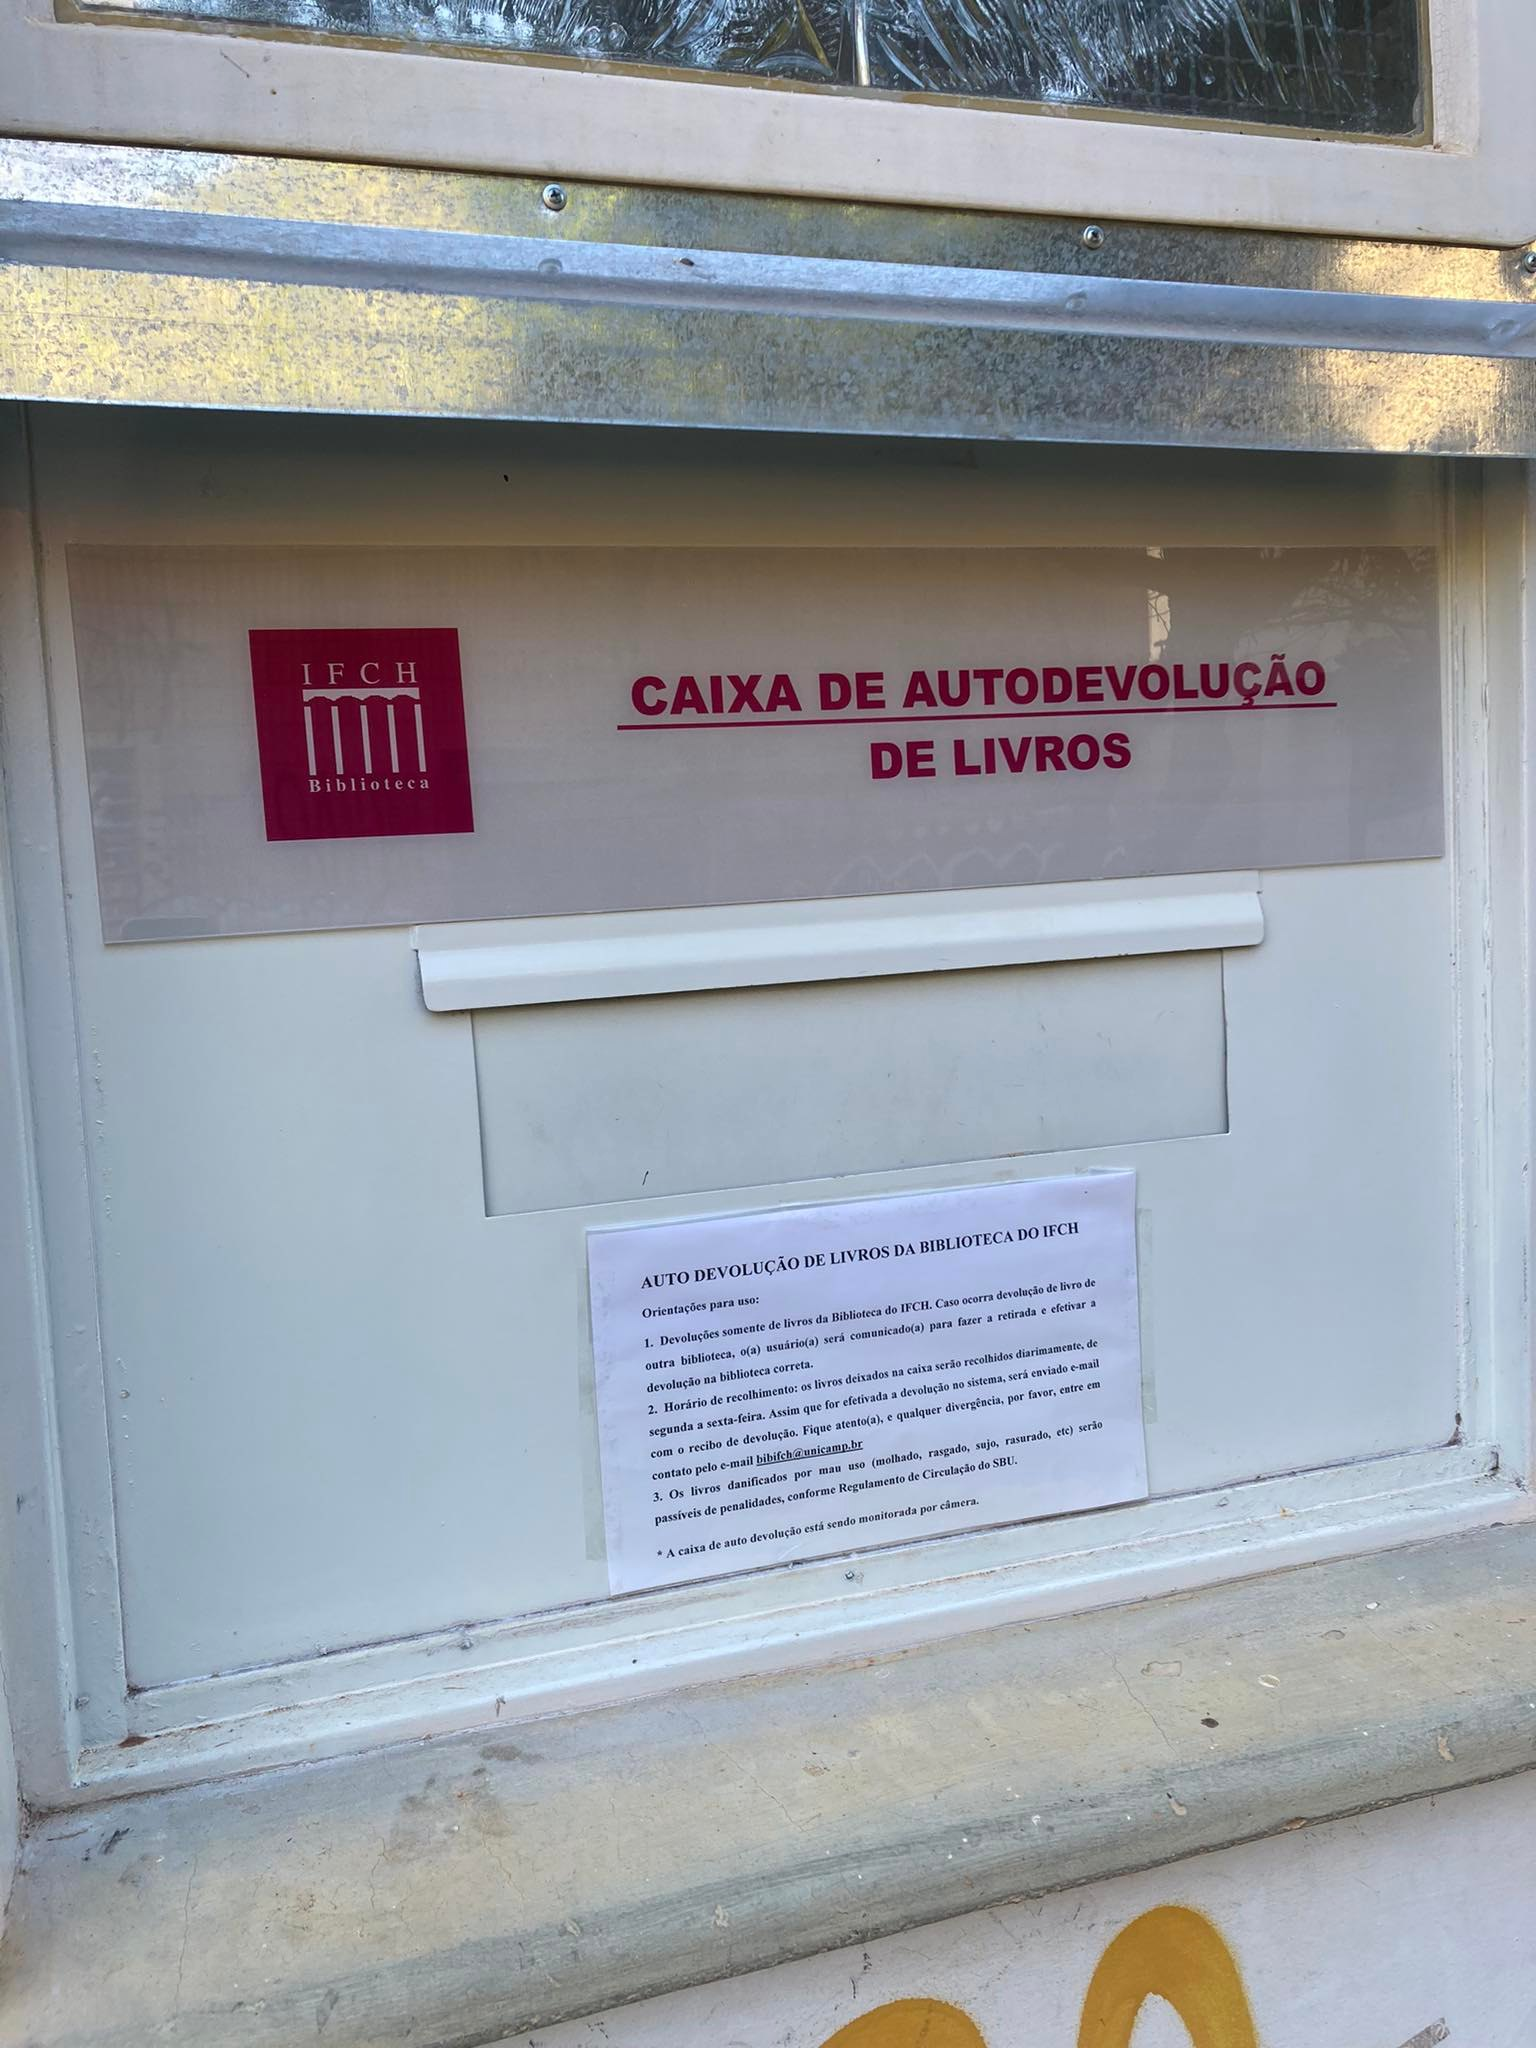 IFCH
Biblioteca
CAIXA DE AUTODEVOLUÇÃO
DE LIVROS
AUTO DEVOLUÇÃO DE LIVROS DA BIBLIOTECA DO IFCH
Orientações para uso:
1. Devoluções somente de livros da Biblioteca do IFCH. Caso ocorra devolução de livro de
outra biblioteca, o(a) usuário(a) será comunicado(a) para fazer a retirada e efetivar a
devolução na biblioteca correta.
2. Horário de recolhimento: os livros deixados na caixa serão recolhidos diarimamente, de
segunda a sexta-feira. Assim que for efetivada a devolução no sistema, será enviado e-mail
com o recibo de devolução. Fique atento(a), e qualquer divergência, por favor, entre em
contato pelo e-mail bibifch@unicamp.br
3. Os livros danificados por mau uso (molhado, rasgado, sujo, rasurado, etc) serão
passíveis de penalidades, conforme Regulamento de Circulação do SBU.
* A caixa de auto devolução está sendo monitorada por câmera.